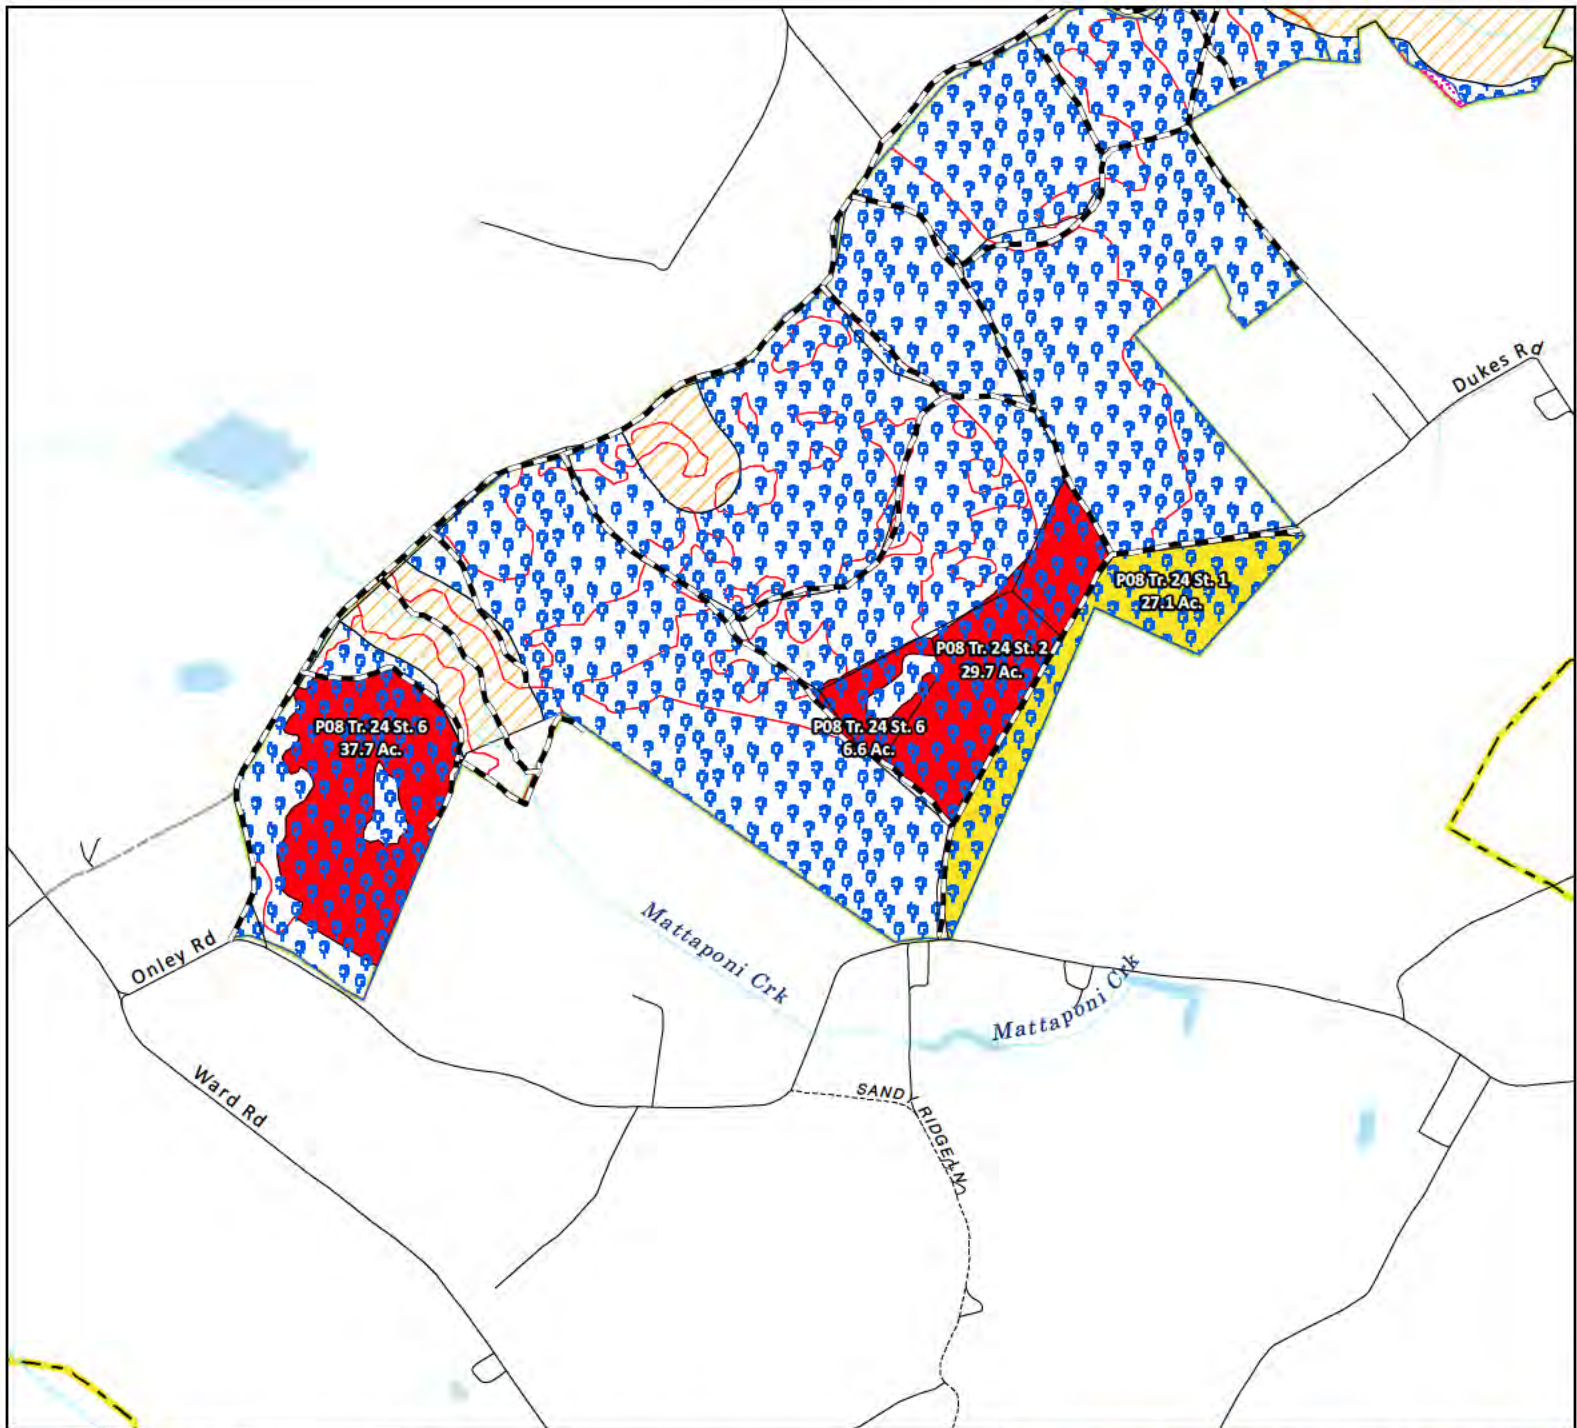 Dukes Rd
P08 Tr. 24 St. 1
27.1 Ac.
P08 Tr. 24 St. 2
29.7 Ac.
P08 Tr. 24 St. 6
37.7 Ac.
P08 Tr. 24 St. 6
6.6 Ac.
Onley Rd
Mattaponi Crk
Mattaponi Crk
Ward Rd
SAND RIDGE LN